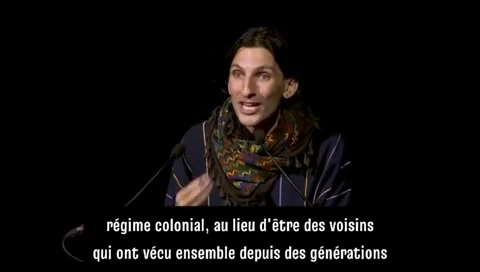 régime colonial, au lieu d'être des voisins
qui ont vécu ensemble depuis des générations